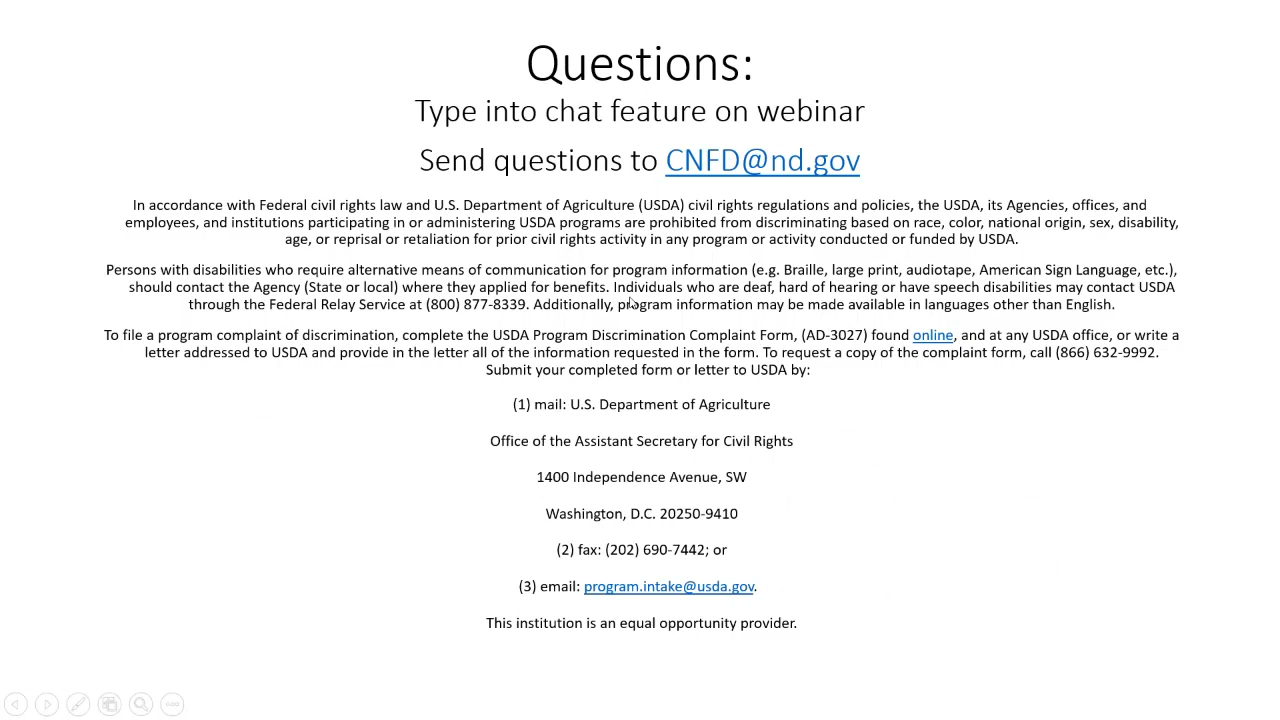 Questions:
Type into chat feature on webinar
Send questions to CNFD@nd.gov
In accordance with Federal civil rights law and U.S. Department of Agriculture (USDA) civil rights regulations and policies, the USDA, its Agencies, offices, and
employees, and institutions participating in or administering USDA programs are prohibited from discriminating based on race, color, national origin, sex, disability,
age, or reprisal or retaliation for prior civil rights activity in any program or activity conducted or funded by USDA.
Persons with disabilities who require alternative means of communication for program information (e.g. Braille, large print, audiotape, American Sign Language, etc.),
should contact the Agency (State or local) where they applied for benefits. Individuals who are deaf, hard of hearing or have speech disabilities may contact USDA
through the Federal Relay Service at (800) 877-8339. Additionally, program information may be made available in languages other than English.
To file a program complaint of discrimination, complete the USDA Program Discrimination Complaint Form, (AD-3027) found online, and at any USDA office, or write a
letter addressed to USDA and provide in the letter all of the information requested in the form. To request a copy of the complaint form, call (866) 632-9992.
Submit your completed form or letter to USDA by:
(1) mail: U.S. Department of Agriculture
Office of the Assistant Secretary for Civil Rights
1400 Independence Avenue, SW
Washington, D.C. 20250-9410
(2) fax: (202) 690-7442; or
(3) email: program.intake@usda.gov.
This institution is an equal opportunity provider.